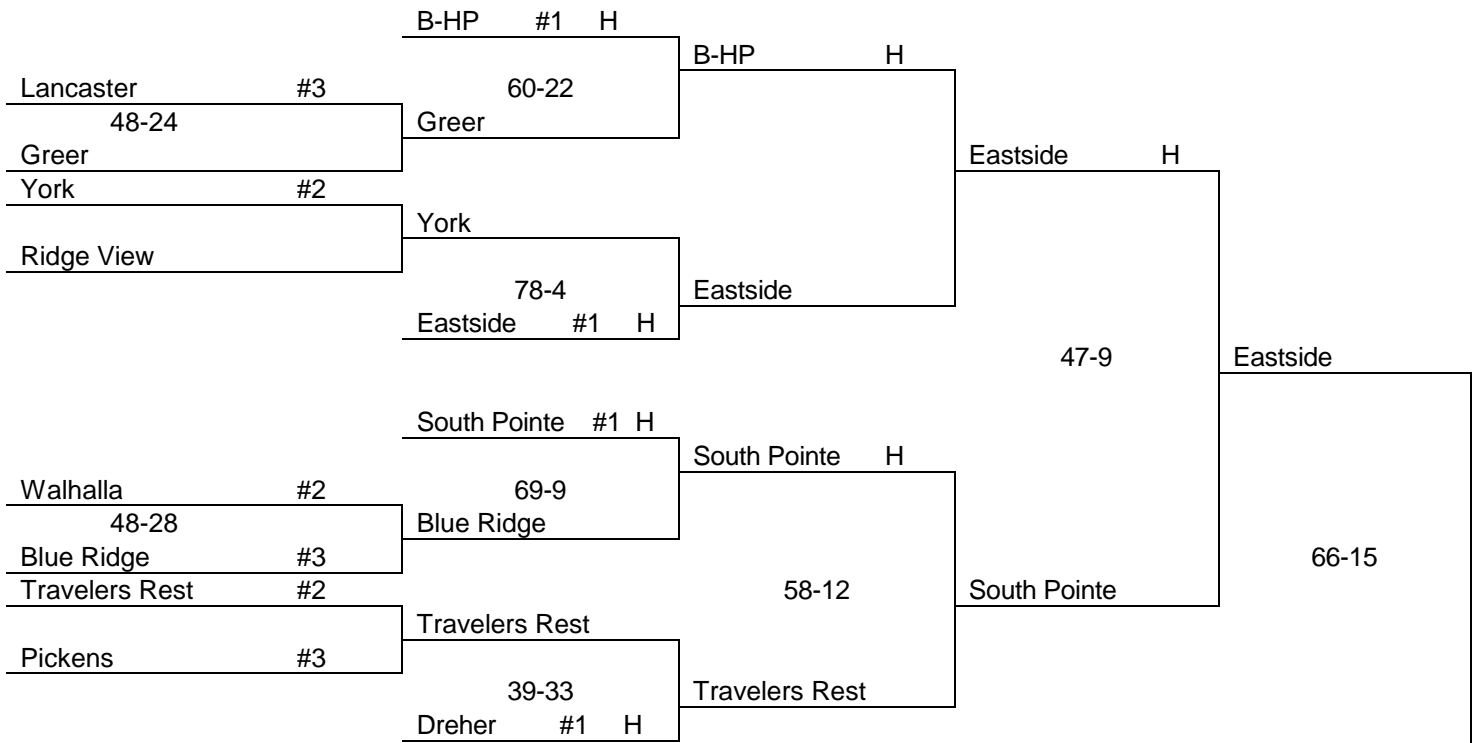 B-HP #1 H
B-HP H
Lancaster #3
60-22
48-24
Greer
Greer
Eastside H
York #2
York
Ridge View
78-4
Eastside
Eastside #1 H
47-9
Eastside
South Pointe #1 H
South Pointe H
Walhalla #2
69-9
48-28
Blue Ridge
Blue Ridge #3
66-15
Travelers Rest #2
58-12
South Pointe
Travelers Rest
Pickens #3
39-33
Travelers Rest
Dreher #1 H